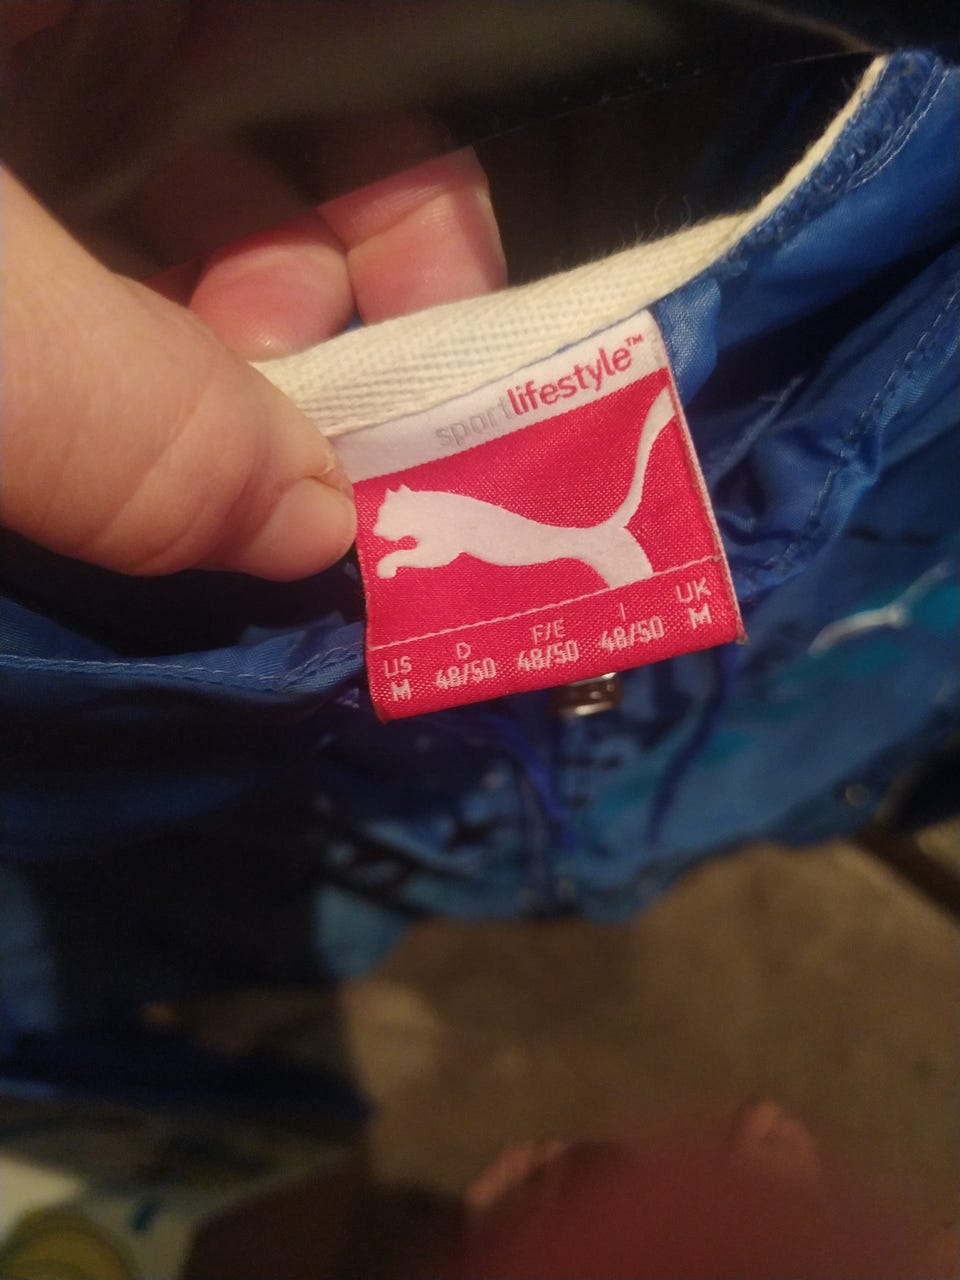 sportlifestyle™
US D F/E I UK
M 48/50 48/50 48/50 M